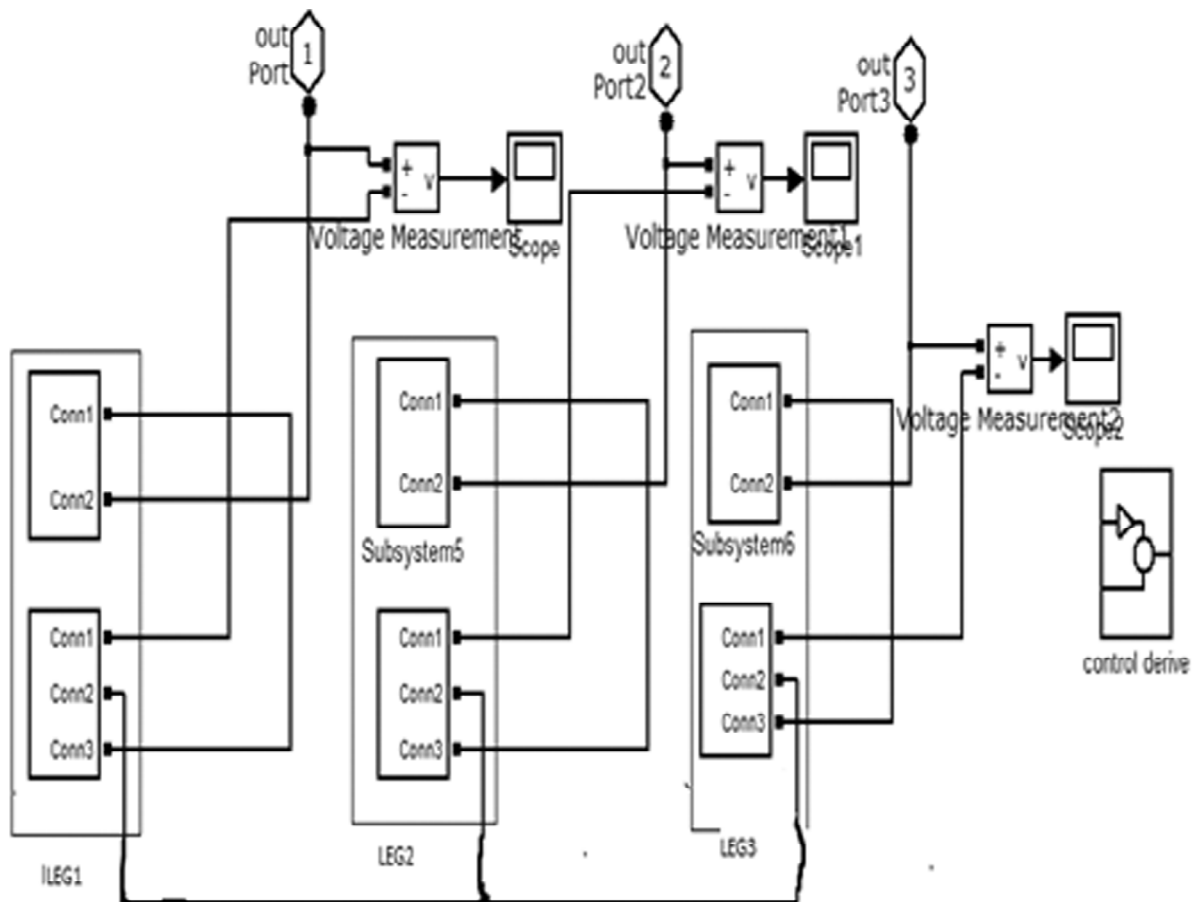 out
Port
1
out
Port2
2
out
Port3
3
+
-
v
Voltage Measurement
Scope
+
-
v
Voltage Measurement1
Scope1
+
-
v
Voltage Measurement2
Scope2
Conn1
Conn2
Conn1
Conn2
Conn3
lLEG1
Conn1
Conn2
Subsystem5
Conn1
Conn2
Conn3
LEG2
Conn1
Conn2
Subsystem6
Conn1
Conn2
Conn3
LEG3
control derive